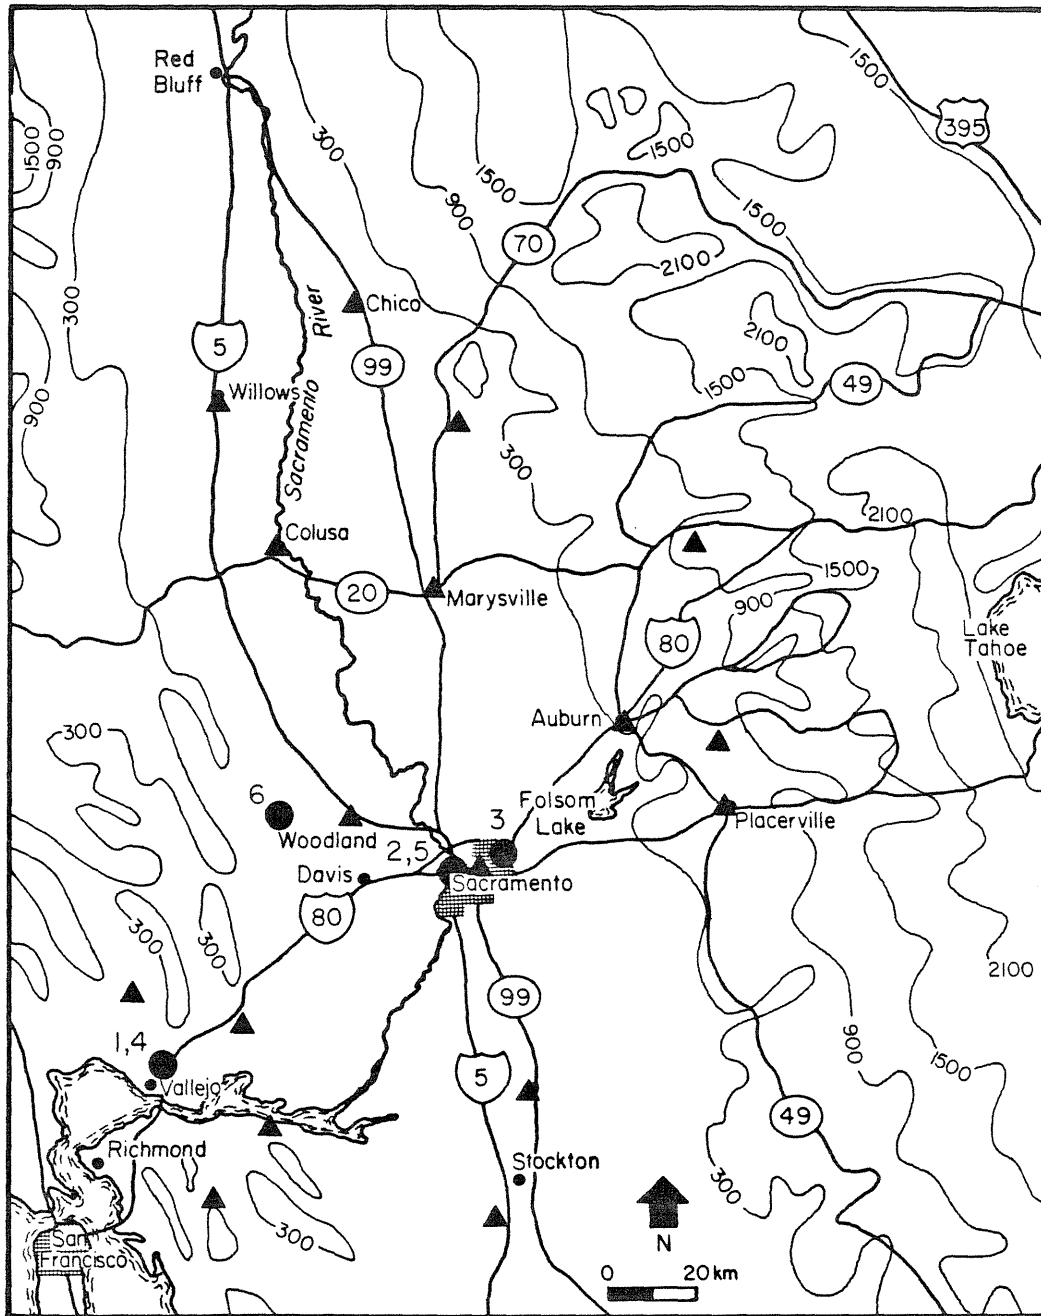 Red
Bluff
1500
900
300
900
5
Willows
Sacramento River
Chico
99
70
300
900
1500
1500
1500
2100
1500
395
1500
2100
1500
49
300
Colusa
20
Marysville
2100
1500
900
80
Lake
Tahoe
Auburn
300
6
Woodland
3
Folsom
Lake
Placerville
2,5
Davis
Sacramento
80
300
300
99
2100
900
1500
1,4
Vallejo
5
49
Richmond
Stockton
300
300
San
Francisco
N
0 20 km